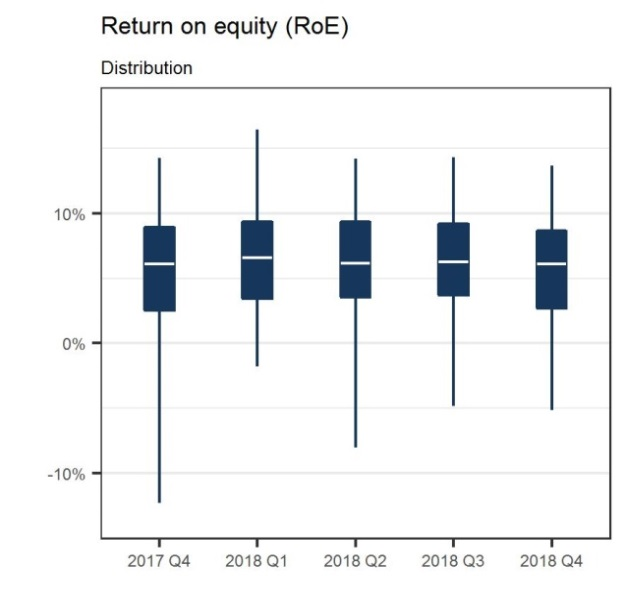 Return on equity (RoE)
Distribution
10%
0%
-10%
2017 Q4 2018 Q1 2018 Q2 2018 Q3 2018 Q4